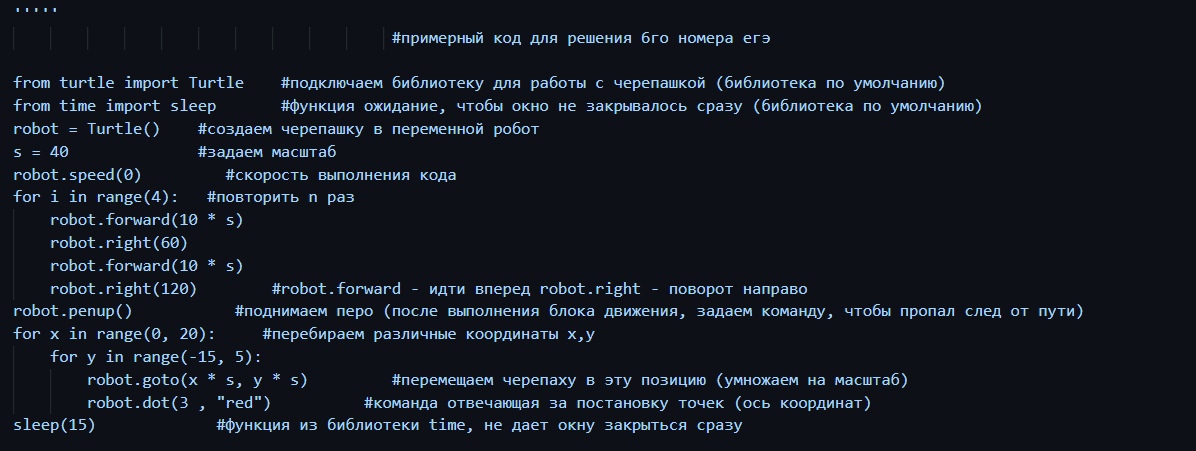 '''''
#примерный код для решения 6го номера егэ
from turtle import Turtle    #подключаем библиотеку для работы с черепашкой (библиотека по умолчанию)
from time import sleep       #функция ожидание, чтобы окно не закрывалось сразу (библиотека по умолчанию)
robot = Turtle()    #создаем черепашку в переменной робот
s = 40              #задаем масштаб
robot.speed(0)         #скорость выполнения кода
for i in range(4):   #повторить n раз
    robot.forward(10 * s)
    robot.right(60)
    robot.forward(10 * s)
    robot.right(120)        #robot.forward - идти вперед robot.right - поворот направо
robot.penup()           #поднимаем перо (после выполнения блока движения, задаем команду, чтобы пропал след от пути)
for x in range(0, 20):     #перебираем различные координаты x,y
    for y in range(-15, 5):
        robot.goto(x * s, y * s)         #перемещаем черепаху в эту позицию (умножаем на масштаб)
        robot.dot(3 , "red")          #команда отвечающая за постановку точек (ось координат)
sleep(15)             #функция из библиотеки time, не дает окну закрыться сразу